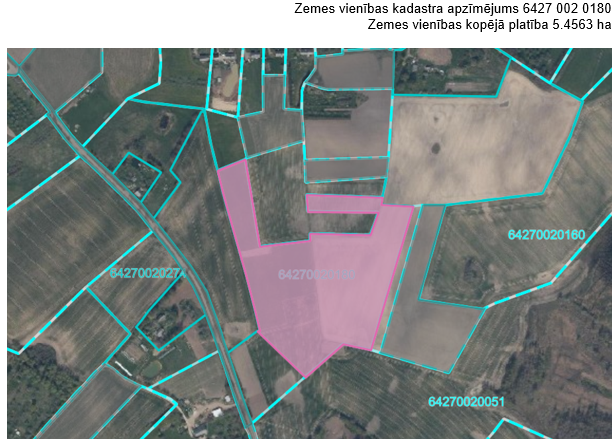 Zemes vienības kadastra apzīmējums 6427 002 0180
Zemes vienības kopējā platība 5.4563 ha
64270020160
64270020051